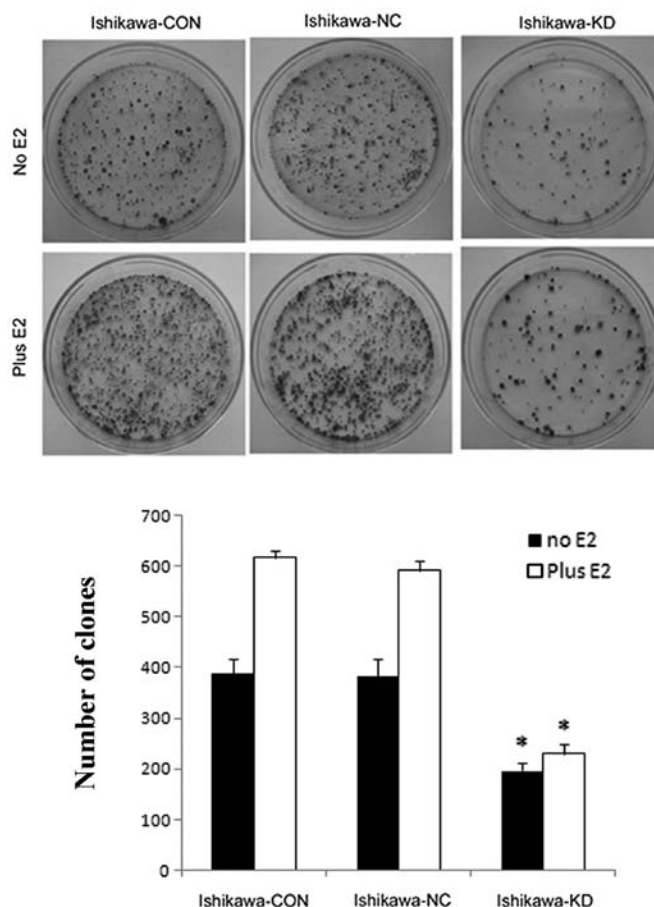 Ishikawa-CON Ishikawa-NC Ishikawa-KD
No E2
Plus E2
700
600
500
400
300
200
100
0
Number of clones
no E2
Plus E2
* *
Ishikawa-CON Ishikawa-NC Ishikawa-KD